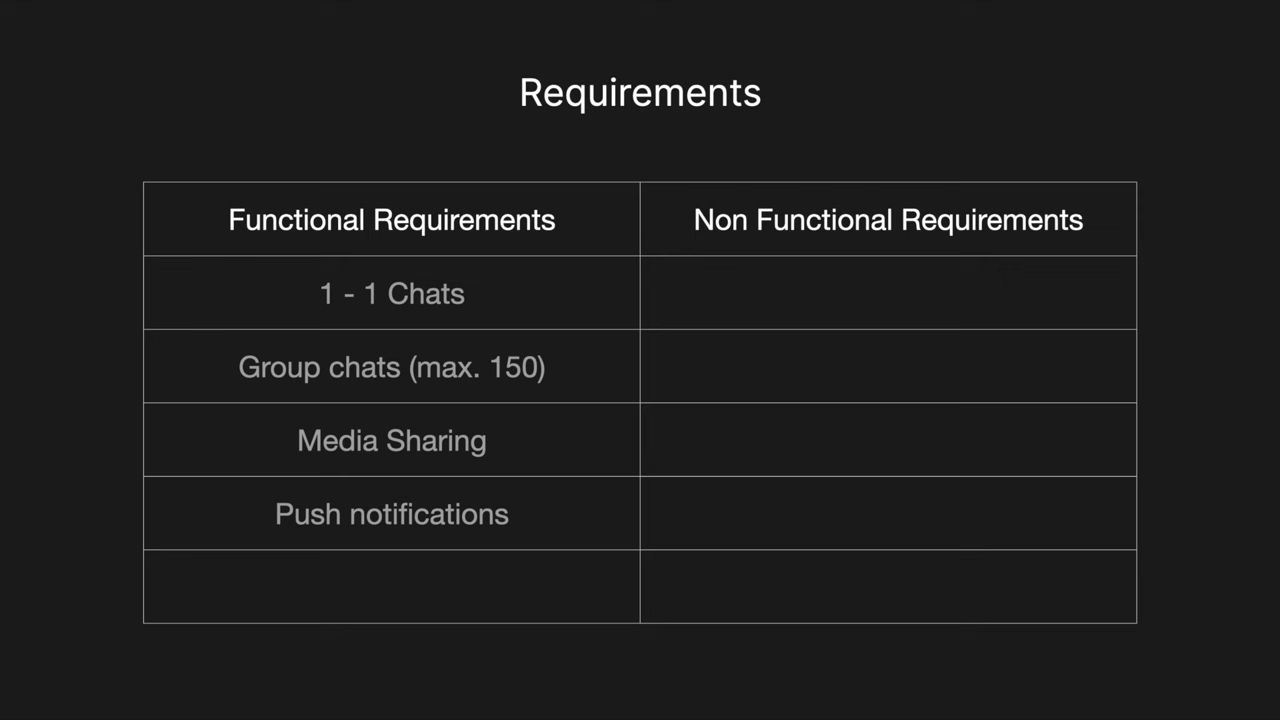 Requirements
Functional Requirements
Non Functional Requirements
1 - 1 Chats
Group chats (max. 150)
Media Sharing
Push notifications